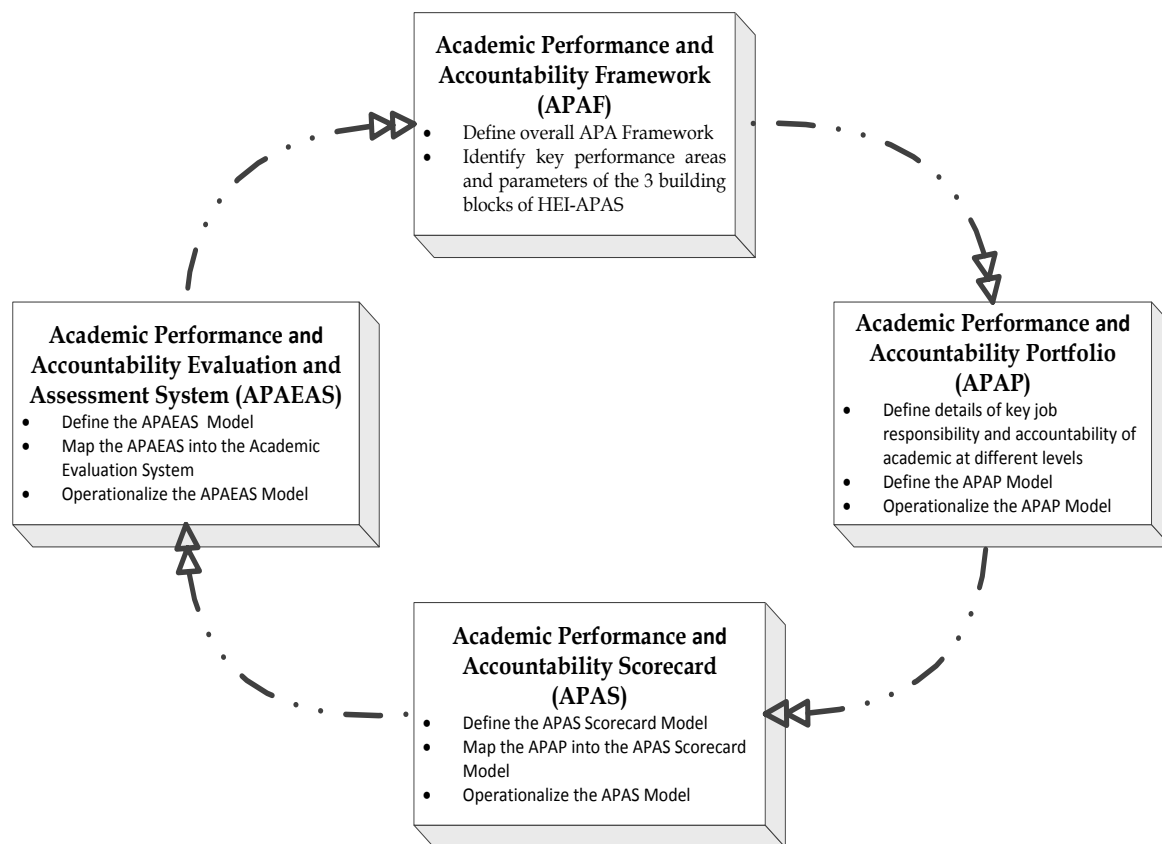 Academic Performance and
Accountability Framework
(APAF)
• Define overall APA Framework
• Identify key performance areas
and parameters of the 3 building
blocks of HEI-APAS
Academic Performance and
Accountability Portfolio
(APAP)
• Define details of key job
responsibility and accountability of
academic at different levels
• Define the APAP Model
• Operationalize the APAP Model
Academic Performance and
Accountability Scorecard
(APAS)
• Define the APAS Scorecard Model
• Map the APAP into the APAS Scorecard
Model
• Operationalize the APAS Model
Academic Performance and
Accountability Evaluation and
Assessment System (APAEAS)
• Define the APAEAS Model
• Map the APAEAS into the Academic
Evaluation System
• Operationalize the APAEAS Model